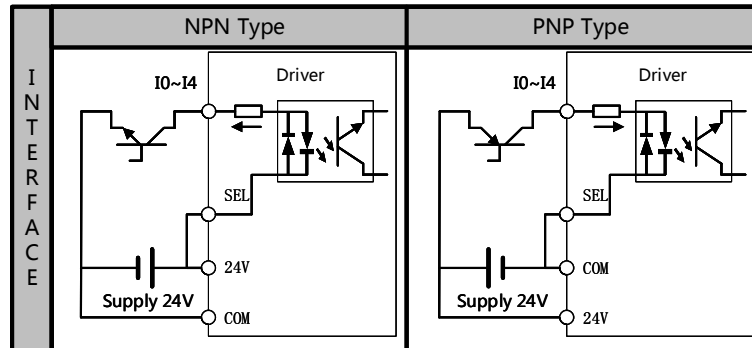 INTERFACE
NPN Type
I0~I4
Driver
SEL
24V
Supply 24V
COM
PNP Type
I0~I4
Driver
SEL
COM
Supply 24V
24V